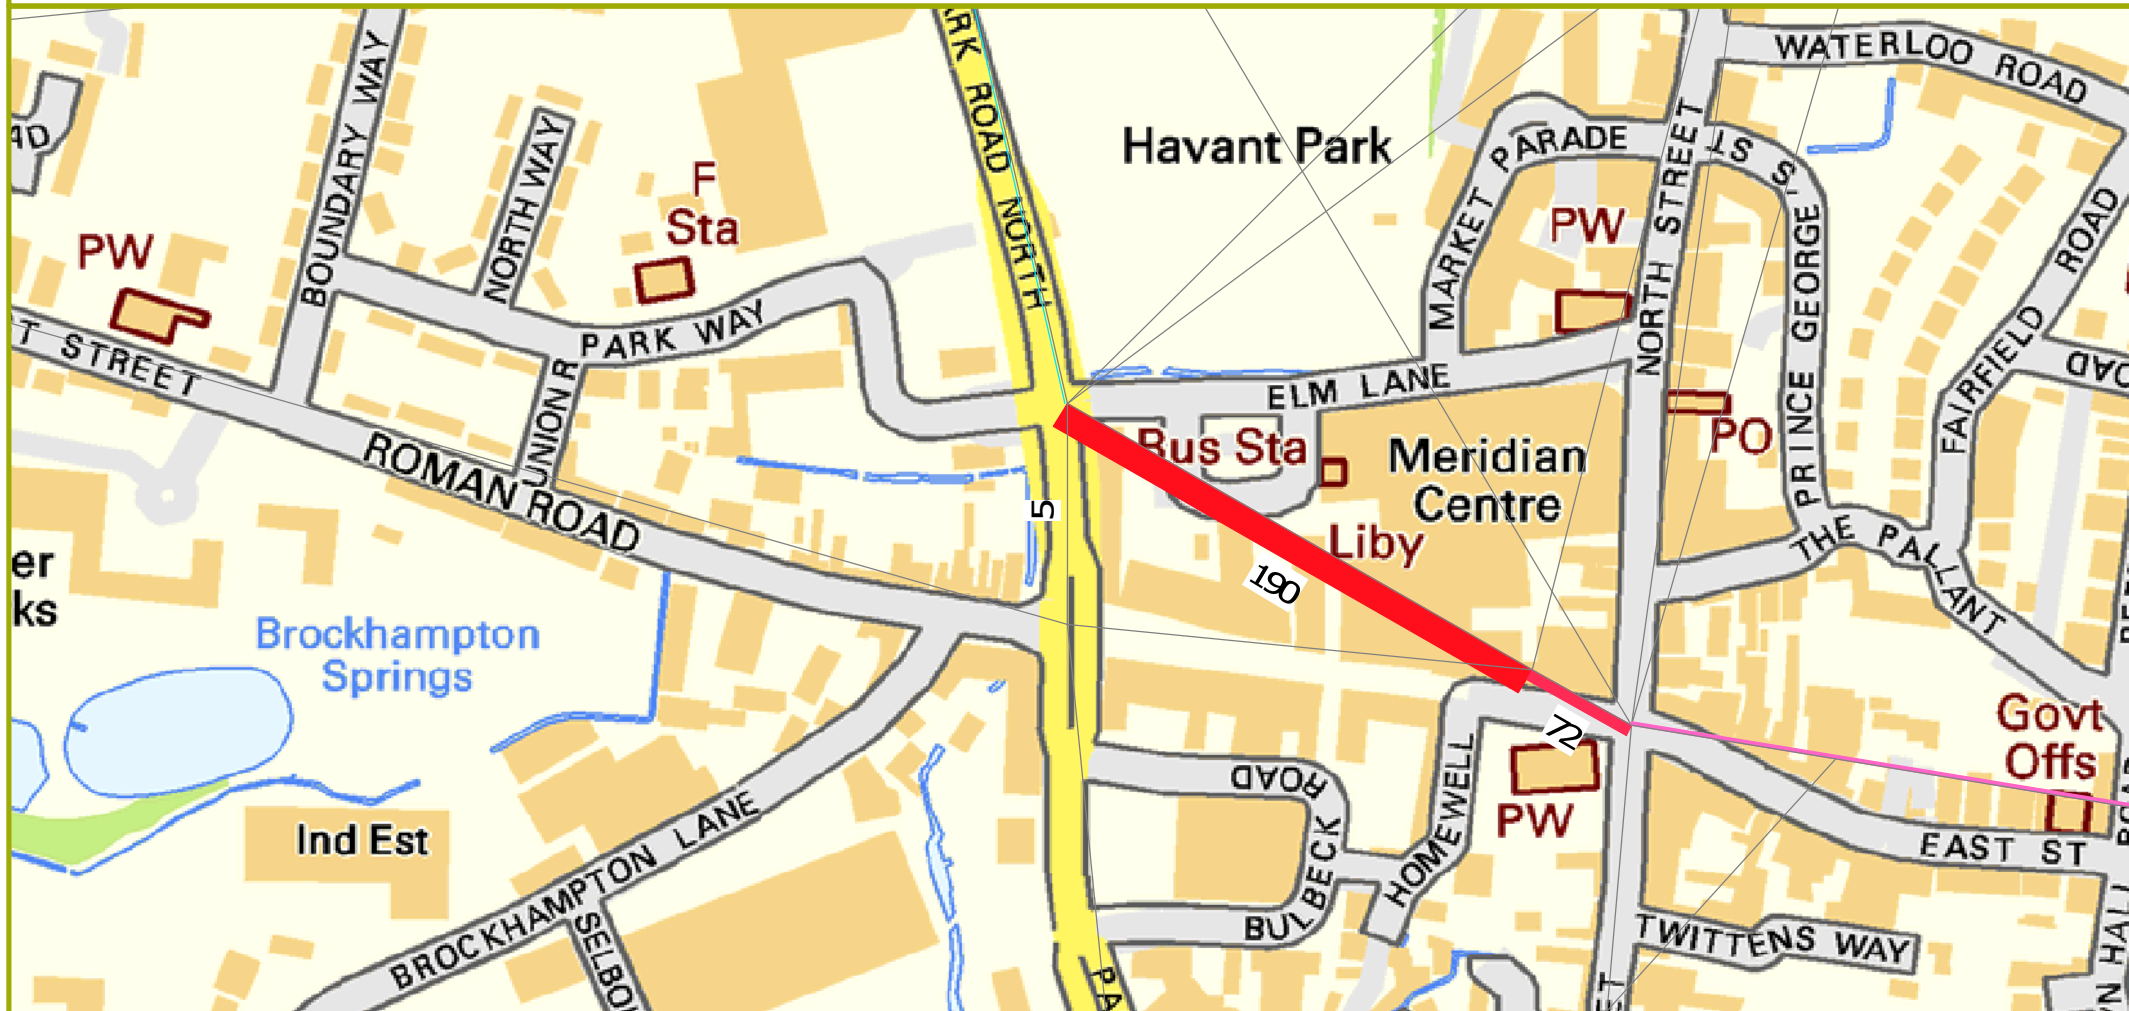 WATERLOO ROAD
BOUNDARY WAY
PARK ROAD NORTH
NORTH WAY
Havant Park
MARKET PARADE
NORTH STREET
PRINCE GEORGE'S ST
FAIRFIELD ROAD
F
Sta
PW
PW
STREET
PARK WAY
UNION R
ELM LANE
Bus Sta
Meridian
Centre
PO
ROMAN ROAD
5
Liby
THE PALLANT
190
Brockhampton
Springs
72
Govt
Offs
PW
BULBECK ROAD
HOMEWELL
Ind Est
BROCKHAMPTON LANE
EAST ST
TWITTENS WAY